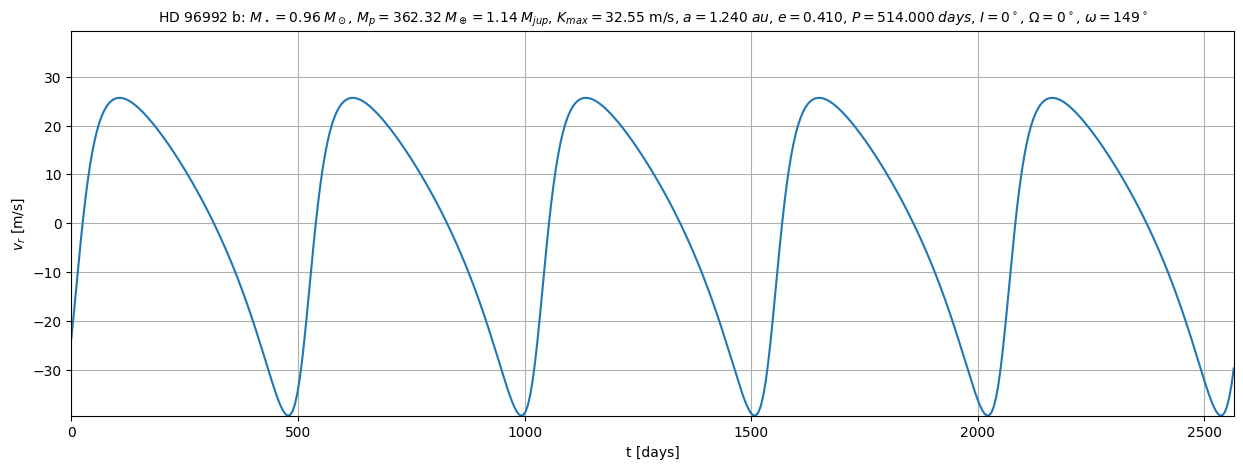 HD 96992 b: M⋆ = 0.96 M⊙, Mp = 362.32 M⊕ = 1.14 Mjup, Kmax = 32.55 m/s, a = 1.240 au, e = 0.410, P = 514.000 days, I = 0°, Ω = 0°, ω = 149°
30
20
10
0
−10
−20
−30
vr [m/s]
0 500 1000 1500 2000 2500
t [days]